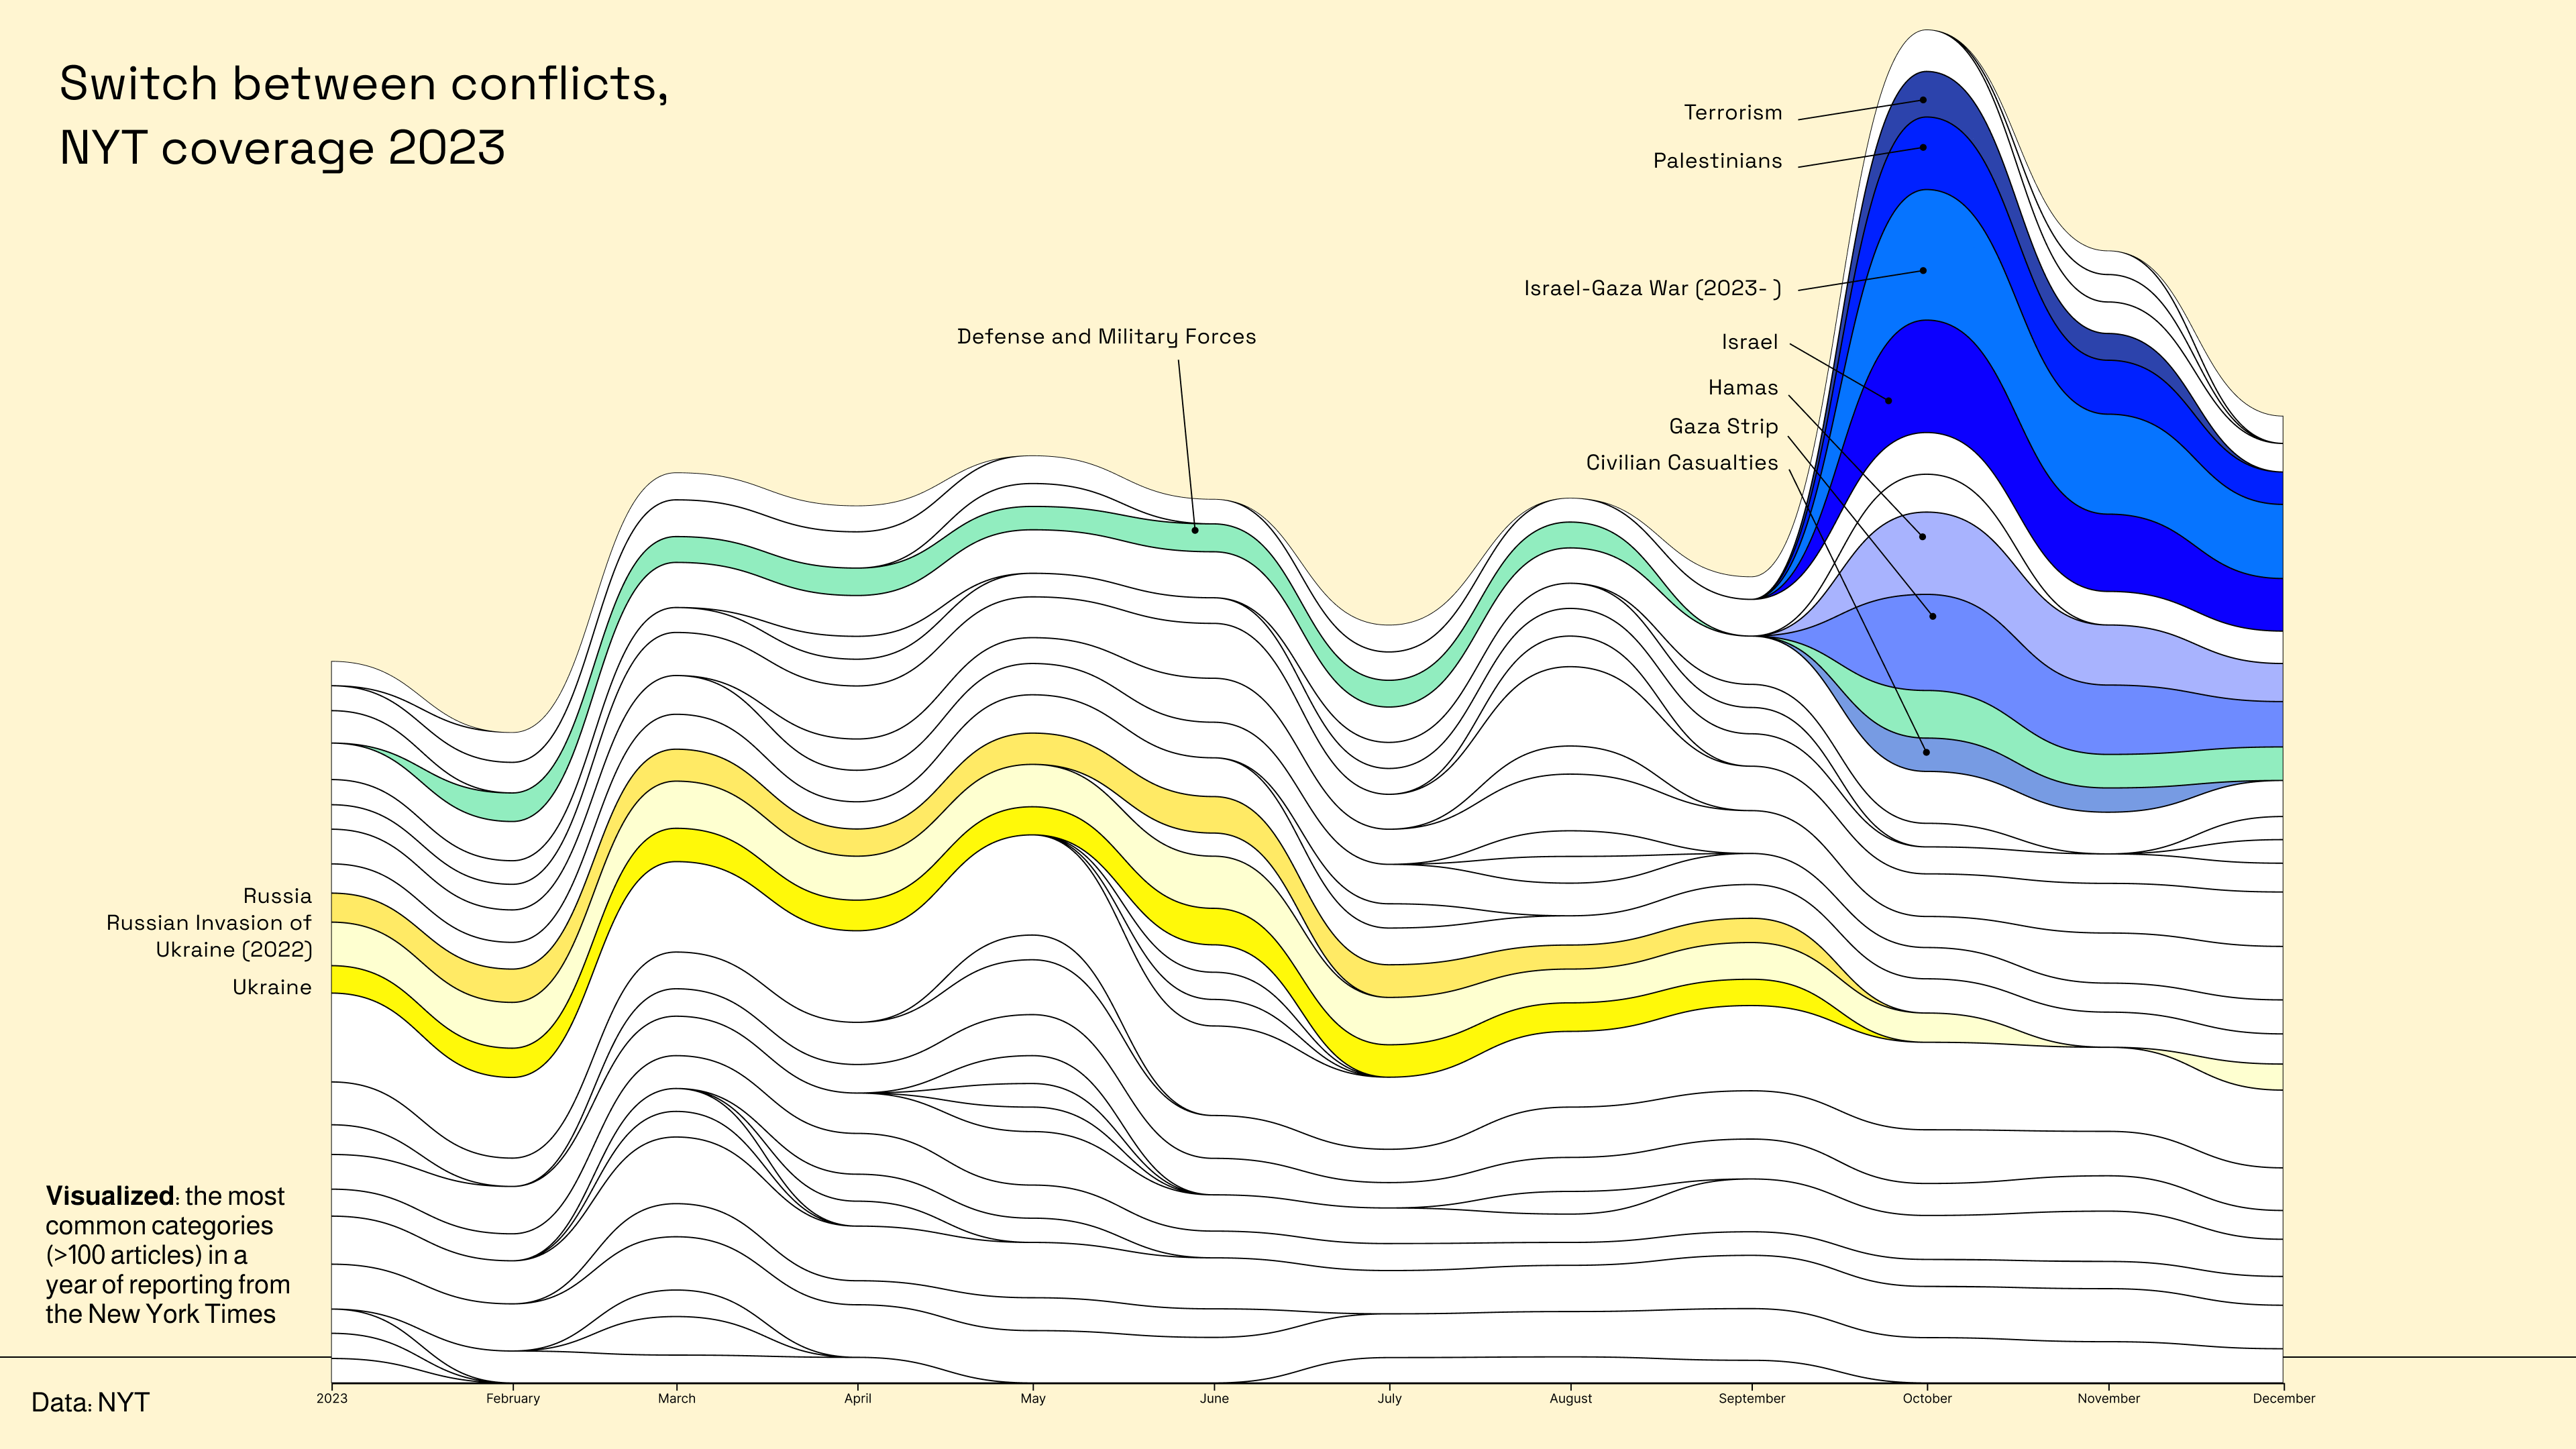 Switch between conflicts,
NYT coverage 2023
Terrorism
Palestinians
Israel-Gaza War (2023- )
Defense and Military Forces
Israel
Hamas
Gaza Strip
Civilian Casualties
Russia
Russian Invasion of
Ukraine (2022)
Ukraine
Visualized: the most
common categories
(>100 articles) in a
year of reporting from
the New York Times
Data: NYT
2023
February
March
April
May
June
July
August
September
October
November
December